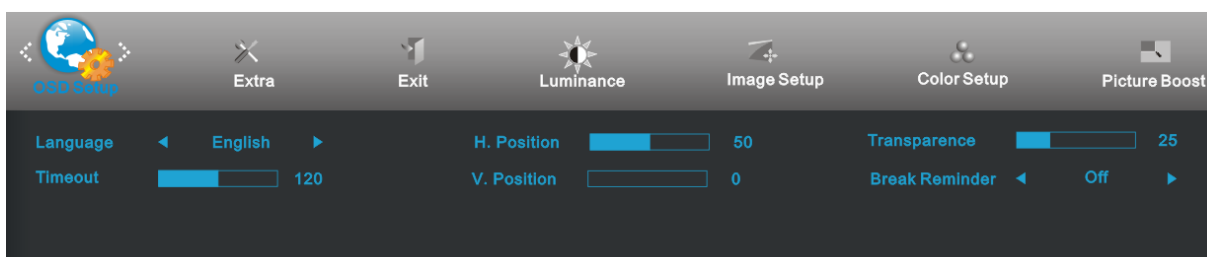 OSD Setup Extra Exit Luminance Image Setup Color Setup Picture Boost
Language English H. Position 50 Transparence 25
Timeout 120 V. Position 0 Break Reminder Off